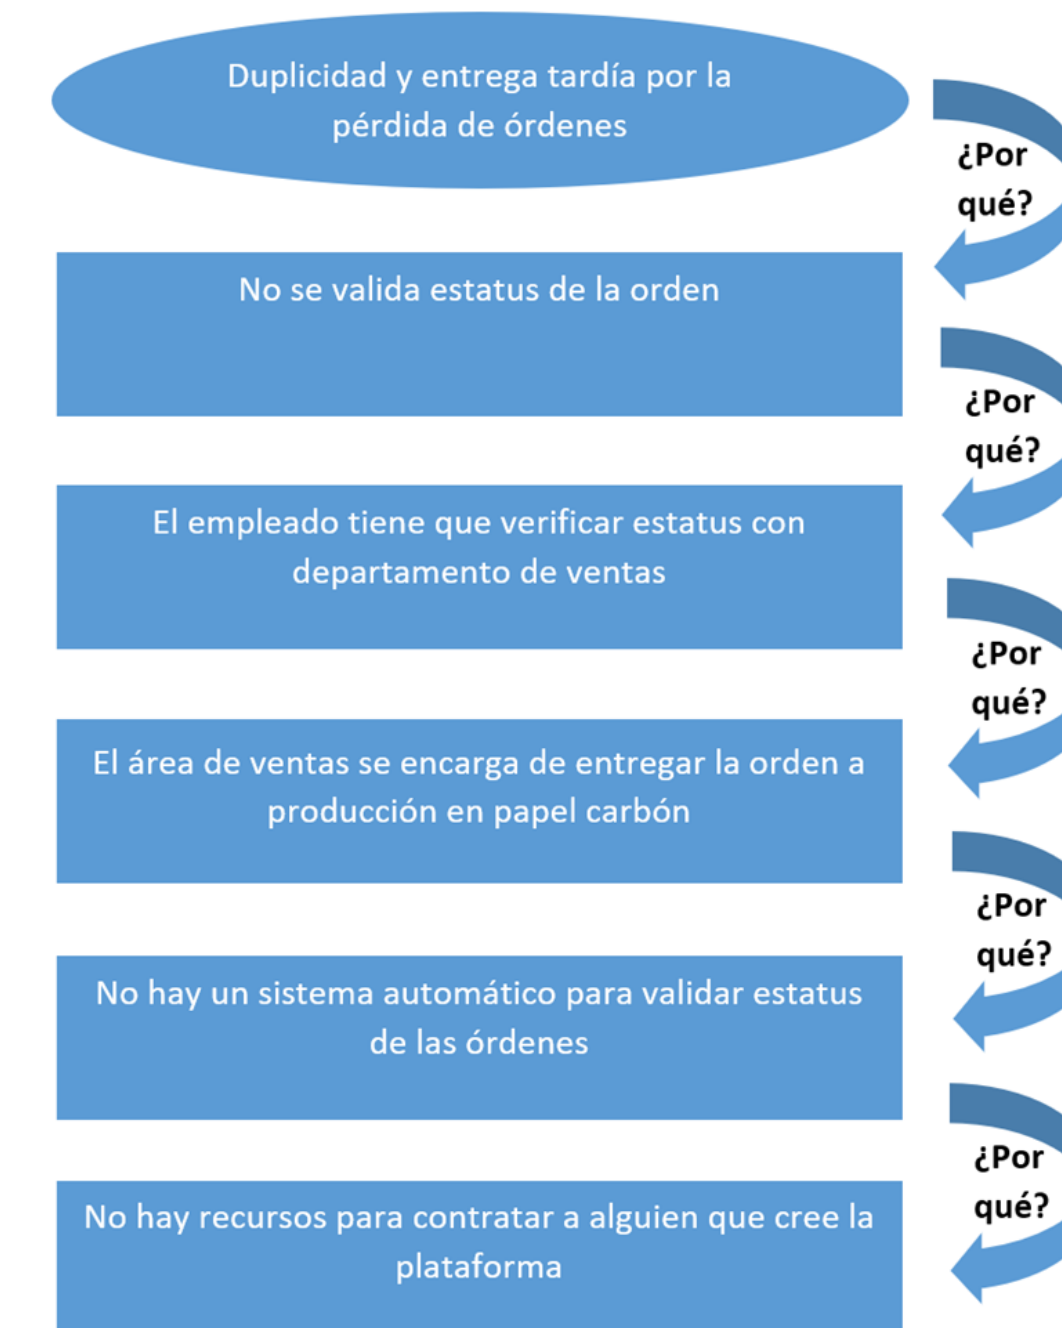 Duplicidad y entrega tardía por la
pérdida de órdenes
¿Por
qué?
No se valida estatus de la orden
¿Por
qué?
El empleado tiene que verificar estatus con
departamento de ventas
¿Por
qué?
El área de ventas se encarga de entregar la orden a
producción en papel carbón
¿Por
qué?
No hay un sistema automático para validar estatus
de las órdenes
¿Por
qué?
No hay recursos para contratar a alguien que cree la
plataforma